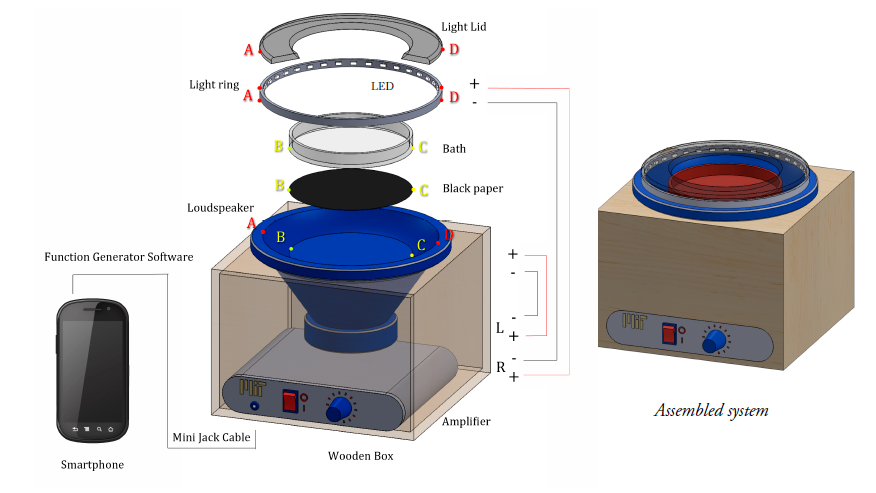 Light Lid
A
D
Light ring
LED
A
D
+
-
B
C
Bath
B
C
Black paper
Loudspeaker
A
B
C
D
Function Generator Software
+
-
-
L
+
-
R
+
MIT
MIT
Amplifier
Mini Jack Cable
Smartphone
Wooden Box
Assembled system